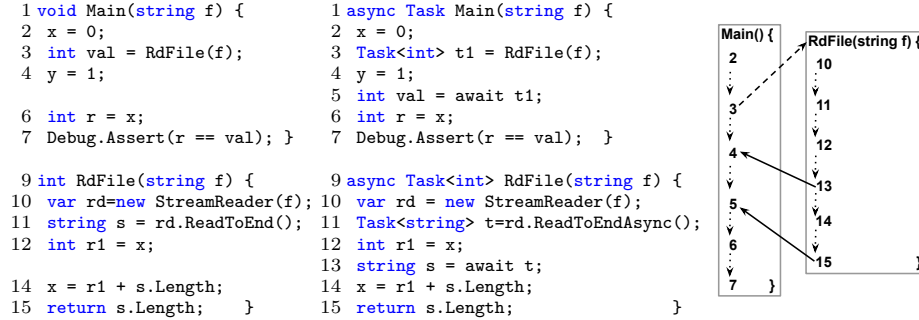 1 void Main(string f) {
2 x = 0;
3 int val = RdFile(f);
4 y = 1;
6 int r = x;
7 Debug.Assert(r == val); }
9 int RdFile(string f) {
10 var rd=new StreamReader(f);
11 string s = rd.ReadToEnd();
12 int r1 = x;
14 x = r1 + s.Length;
15 return s.Length; }
1 async Task Main(string f) {
2 x = 0;
3 Task<int> t1 = RdFile(f);
4 y = 1;
5 int val = await t1;
6 int r = x;
7 Debug.Assert(r == val); }
9 async Task<int> RdFile(string f) {
10 var rd = new StreamReader(f);
11 Task<string> t=rd.ReadToEndAsync();
12 int r1 = x;
13 string s = await t;
14 x = r1 + s.Length;
15 return s.Length; }
Main() {
2
3
4
5
6
7 }
RdFile(string f) {
10
11
12
13
14
15 }